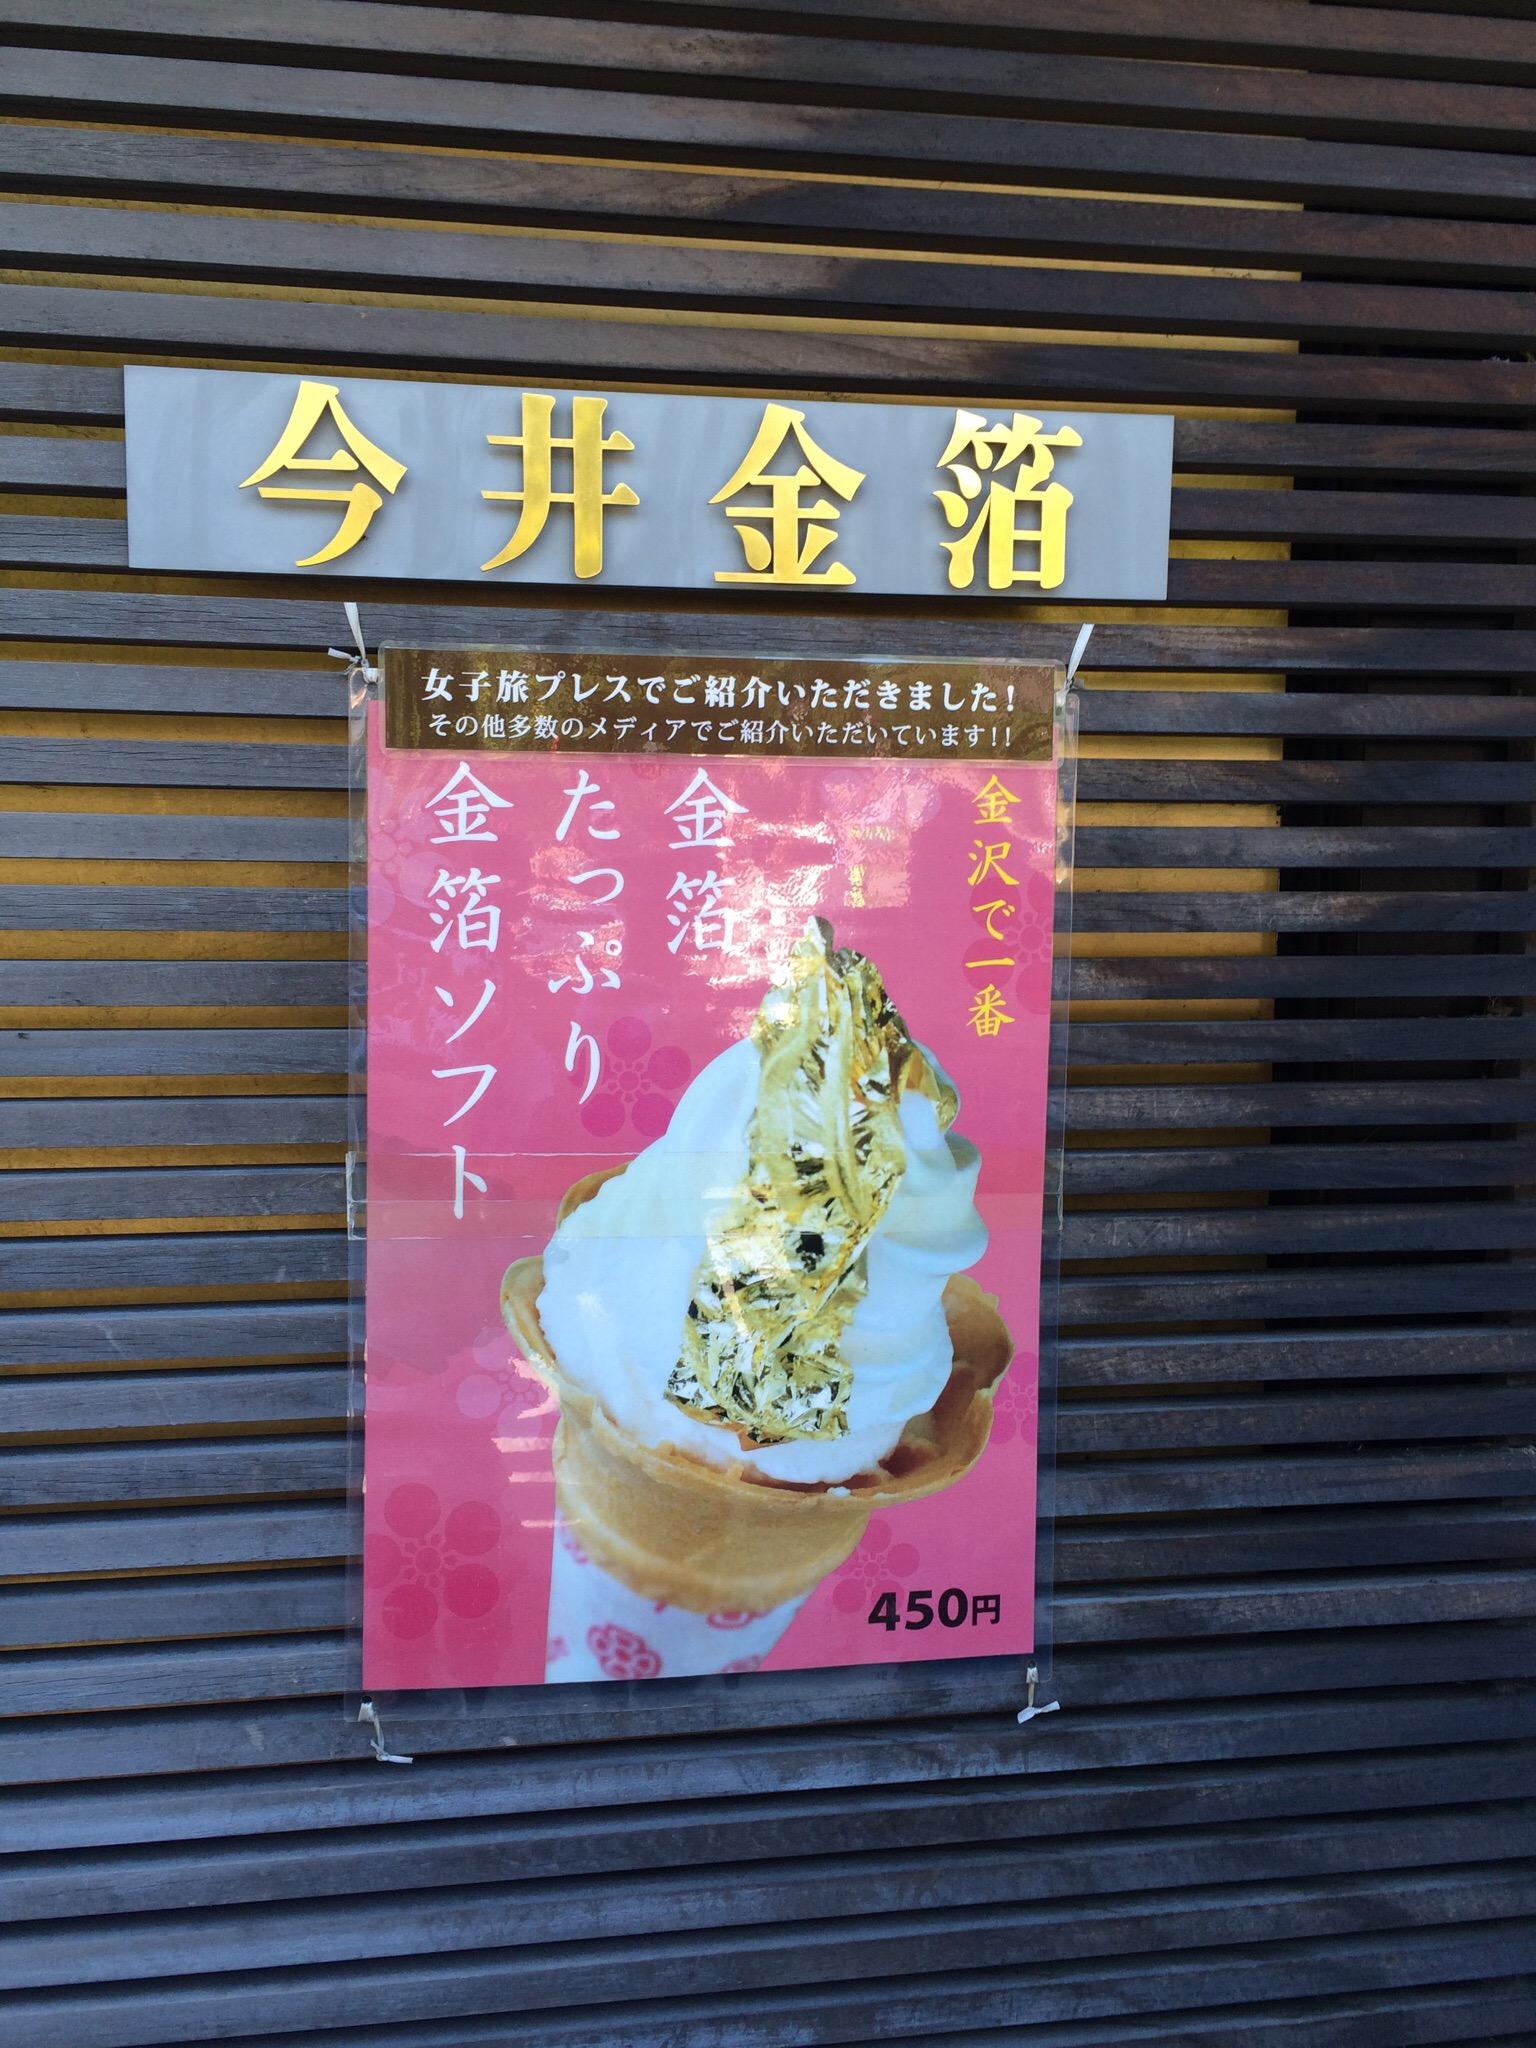 今井金箔
女子旅プレスでご紹介いただきました!
その他多数のメディアでご紹介いただいています!!
金沢で一番
金箔
たっぷり
金箔ソフト
450円